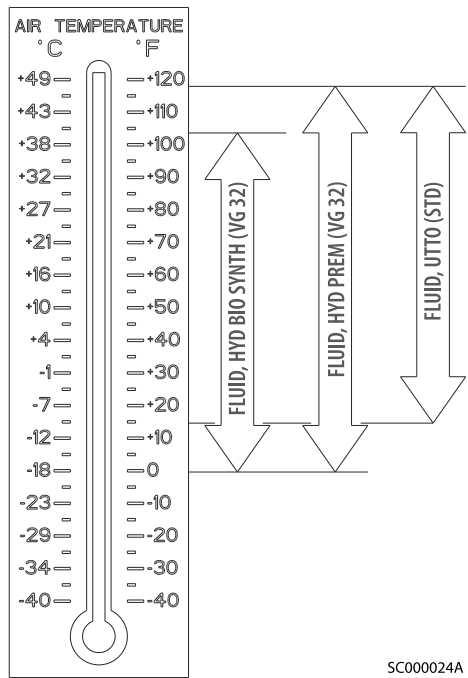 AIR TEMPERATURE
°C °F
+49 +120
+43 +110
+38 +100
+32 +90
+27 +80
+21 +70
+16 +60
+10 +50
+4 +40
-1 +30
-7 +20
-12 +10
-18 0
-23 -10
-29 -20
-34 -30
-40 -40
FLUID, HYD BIO SYNTH (VG 32)
FLUID, HYD PREM (VG 32)
FLUID, UTTO (STD)
SC000024A